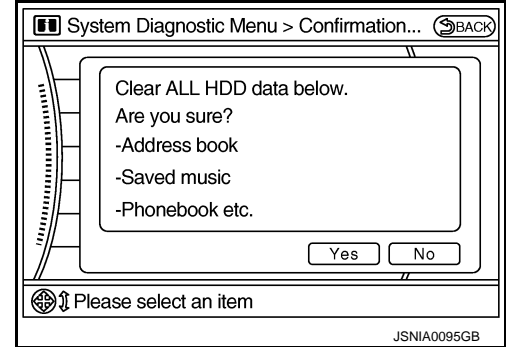 System Diagnostic Menu > Confirmation... BACK
Clear ALL HDD data below.
Are you sure?
-Address book
-Saved music
-Phonebook etc.
Yes No
Please select an item
JSNIA0095GB